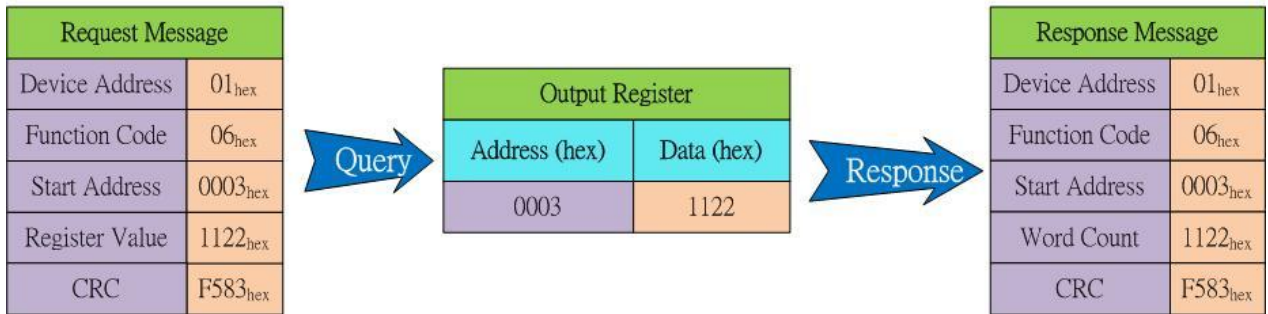 Request Message
Device Address 01hex
Function Code 06hex
Start Address 0003hex
Register Value 1122hex
CRC F583hex
Query
Output Register
Address (hex) Data (hex)
0003 1122
Response
Response Message
Device Address 01hex
Function Code 06hex
Start Address 0003hex
Word Count 1122hex
CRC F583hex